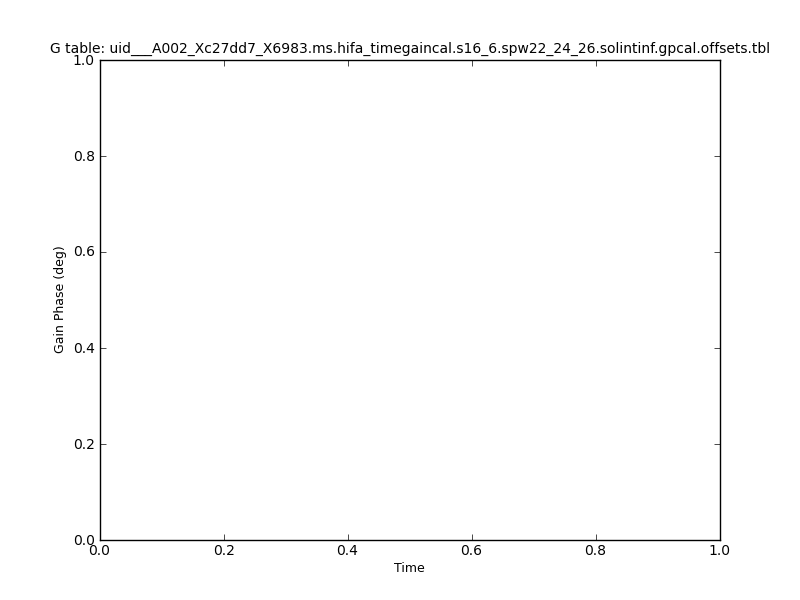 G table: uid___A002_Xc27dd7_X6983.ms.hifa_timegaincal.s16_6.spw22_24_26.solintinf.gpcal.offsets.tbl
1.0
0.8
0.6
0.4
0.2
0.0
Gain Phase (deg)
0.0 0.2 0.4 0.6 0.8 1.0
Time